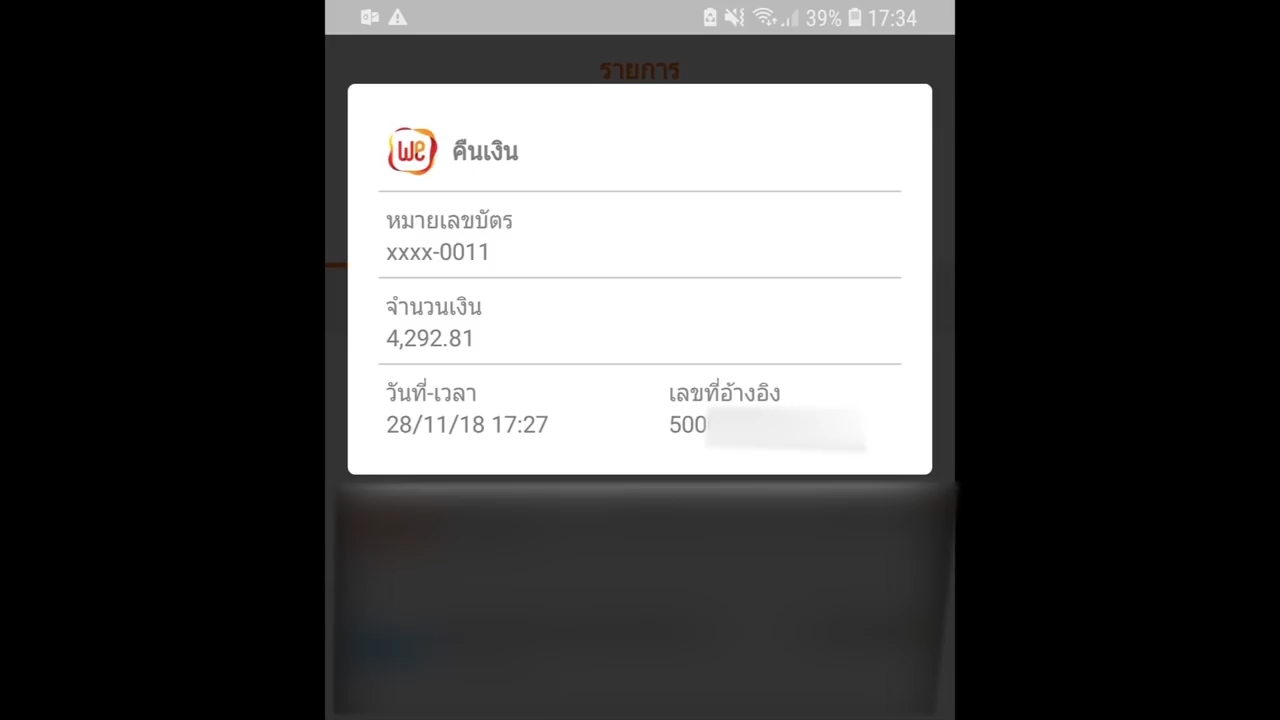 39% 17:34
รายการ
we คืนเงิน
หมายเลขบัตร
xxxx-0011
จำนวนเงิน
4,292.81
วันที่-เวลา เลขที่อ้างอิง
28/11/18 17:27 500